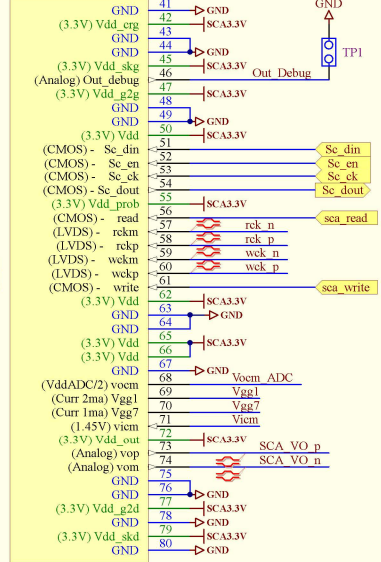 GND 41 GND GND
(3.3V) Vdd_crg 42 SCA3.3V
GND 43
GND 44 GND
(3.3V) Vdd_skg 45 SCA3.3V TP1
(Analog) Out_debug 46 Out_Debug
(3.3V) Vdd_g2g 47 SCA3.3V
GND 48
GND 49 GND
(3.3V) Vdd 50 SCA3.3V
(CMOS) - Sc_din 51 Sc_din
(CMOS) - Sc_en 52 Sc_en
(CMOS) - Sc_ck 53 Sc_ck
(CMOS) - Sc_dout 54 Sc_dout
(3.3V) Vdd_prob 55 SCA3.3V
(CMOS) - read 56 sca_read
(LVDS) - rckm 57 rck_n
(LVDS) - rckp 58 rck_p
(LVDS) - wckm 59 wck_n
(LVDS) - wckp 60 wck_p
(CMOS) - write 61 sca_write
(3.3V) Vdd 62 SCA3.3V
GND 63 GND
GND 64
(3.3V) Vdd 65 SCA3.3V
(3.3V) Vdd 66
GND 67 GND
(VddADC/2) vocm 68 Vocm_ADC
(Curr 2ma) Vgg1 69 Vgg1
(Curr 1ma) Vgg7 70 Vgg7
(1.45V) vicm 71 Vicm
(3.3V) Vdd_out 72 SCA3.3V
(Analog) vop 73 SCA_VO_p
(Analog) vom 74 SCA_VO_n
GND 75
GND 76 GND
(3.3V) Vdd_g2d 77 SCA3.3V
GND 78 GND
(3.3V) Vdd_skd 79 SCA3.3V
GND 80 GND